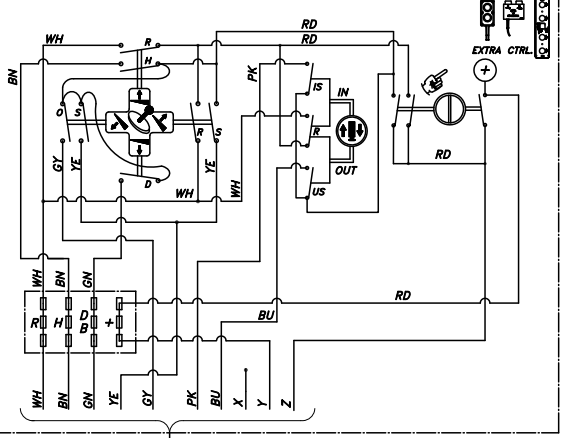 RD
WH R RD
EXTRA CTRL.
H
BN PK +
IS IN
O S
R S R
GY YE YE OUT
RD
D US
WH WH
WH BN GN
RD
BU
R H D B +
WH BN GN YE GY PK BU X Y Z